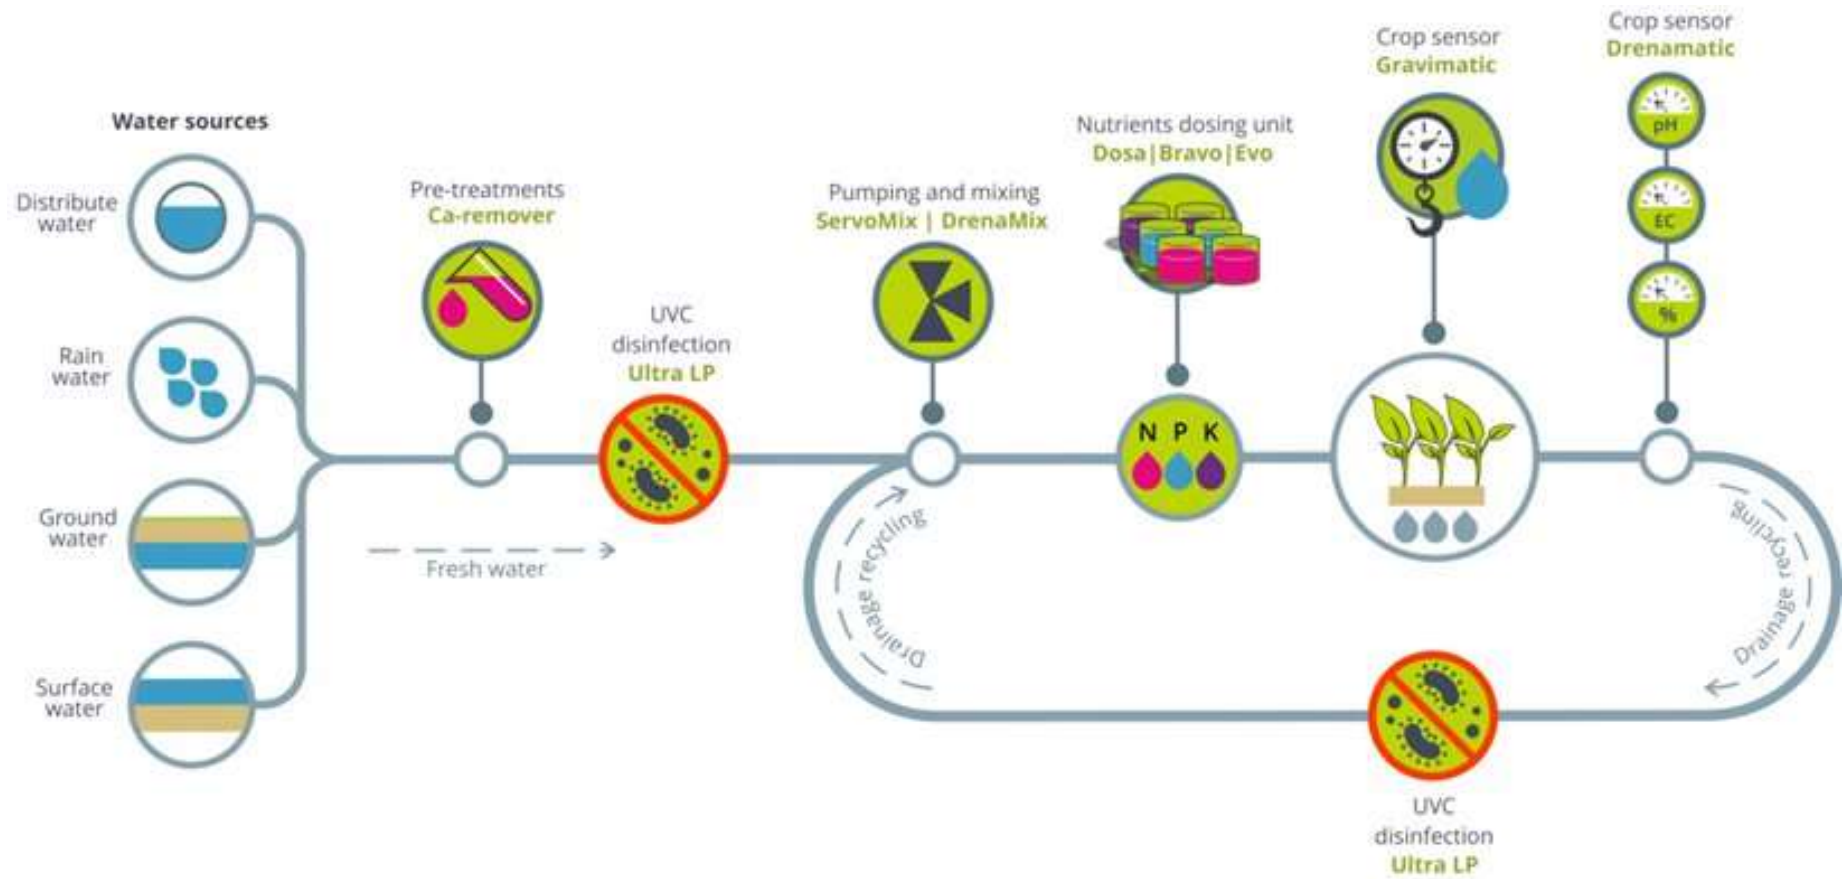 Water sources
Distribute
water
Rain
water
Ground
water
Surface
water
Pre-treatments
Ca-remover
Fresh water
UVC
disinfection
Ultra LP
Pumping and mixing
ServoMix | DrenaMix
Nutrients dosing unit
Dosa|Bravo|Evo
N P K
Crop sensor
Gravimatic
Crop sensor
Drenamatic
pH
EC
%
Drainage recycling
Drainage recycling
UVC
disinfection
Ultra LP